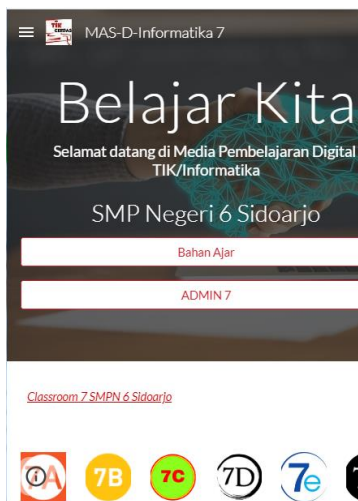 TIK
MAS-D-Informatika 7
Belajar Kita
Selamat datang di Media Pembelajaran Digital
TIK/Informatika
SMP Negeri 6 Sidoarjo
Bahan Ajar
ADMIN 7
Classroom 7 SMPN 6 Sidoarjo
7B 7C 7D 7e